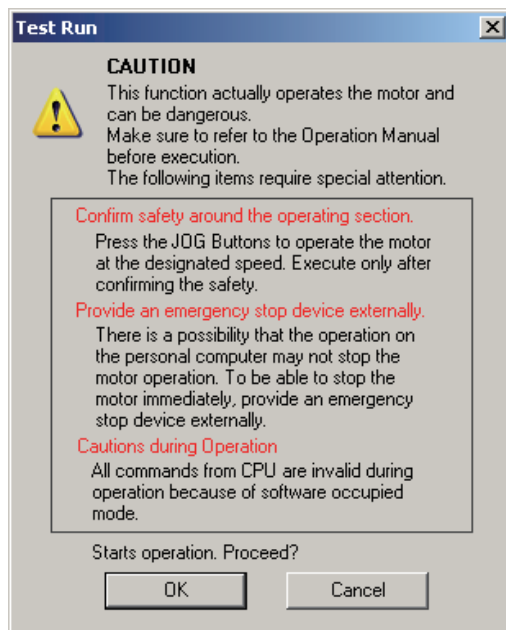 Test Run
CAUTION
This function actually operates the motor and
can be dangerous.
Make sure to refer to the Operation Manual
before execution.
The following items require special attention.
Confirm safety around the operating section.
Press the JOG Buttons to operate the motor
at the designated speed. Execute only after
confirming the safety.
Provide an emergency stop device externally.
There is a possibility that the operation on
the personal computer may not stop the
motor operation. To be able to stop the
motor immediately, provide an emergency
stop device externally.
Cautions during Operation
All commands from CPU are invalid during
operation because of software occupied
mode.
Starts operation. Proceed?
OK
Cancel